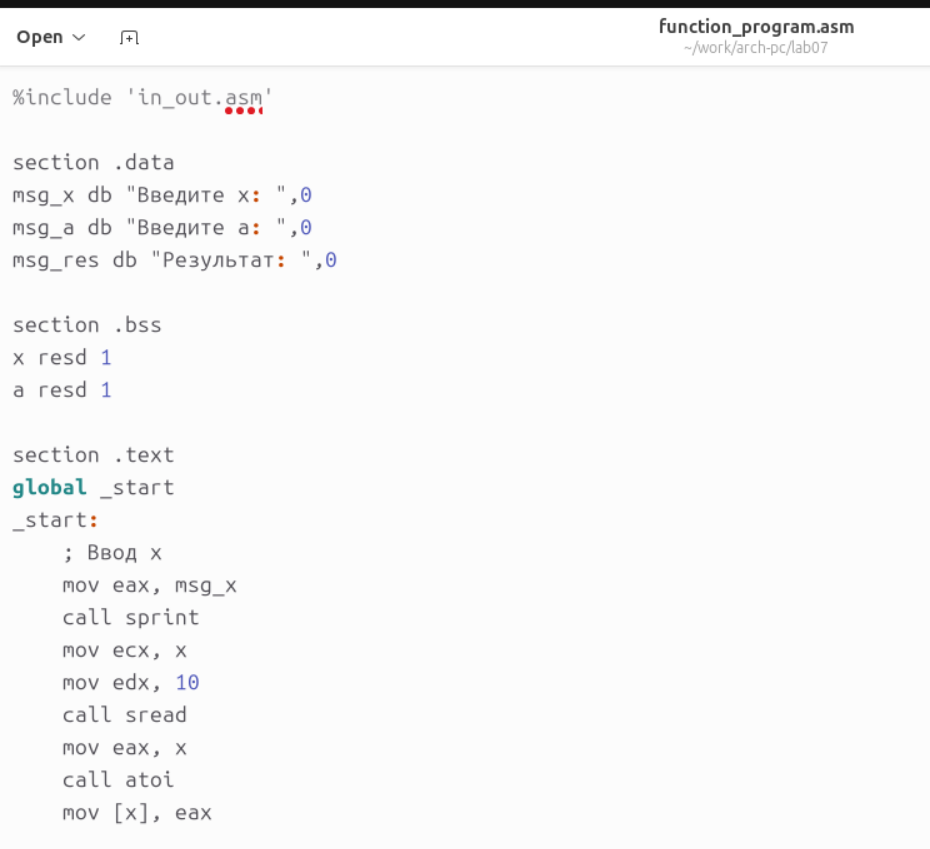 Open
function_program.asm
~/work/arch-pc/lab07
%include 'in_out.asm'
section .data
msg_x db "Введите x: ",0
msg_a db "Введите a: ",0
msg_res db "Результат: ",0
section .bss
x resd 1
a resd 1
section .text
global _start
_start:
; Ввод x
mov eax, msg_x
call sprint
mov ecx, x
mov edx, 10
call sread
mov eax, x
call atoi
mov [x], eax